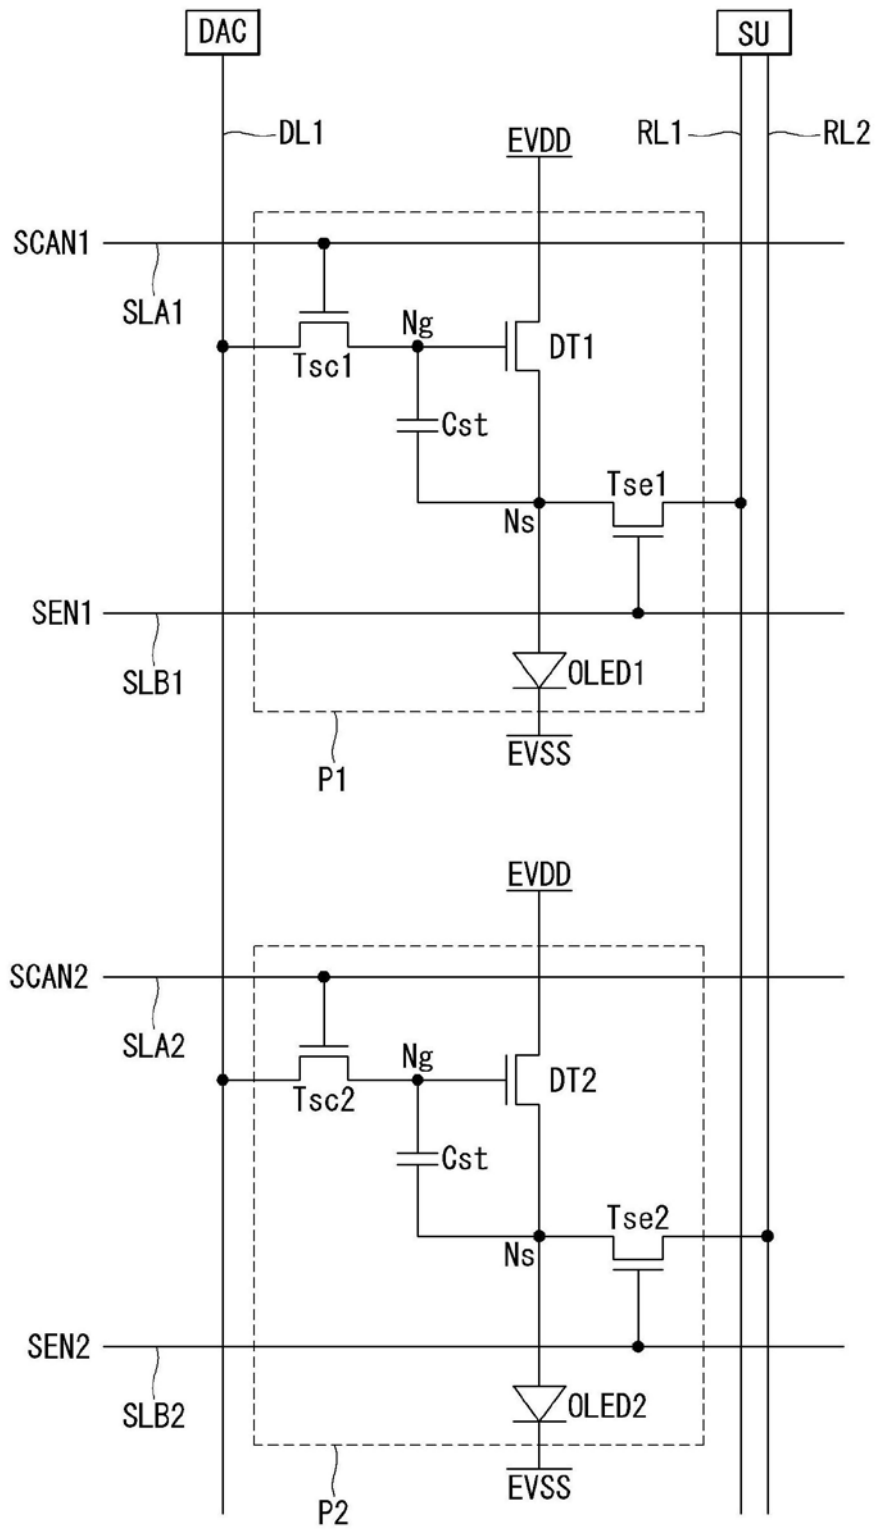 DAC
SU
DL1
RL1
RL2
EVDD
SCAN1
SLA1
Ng
DT1
Tsc1
Cst
Tse1
Ns
SEN1
SLB1
OLED1
EVSS
P1
EVDD
SCAN2
SLA2
Ng
DT2
Tsc2
Cst
Tse2
Ns
SEN2
SLB2
OLED2
EVSS
P2